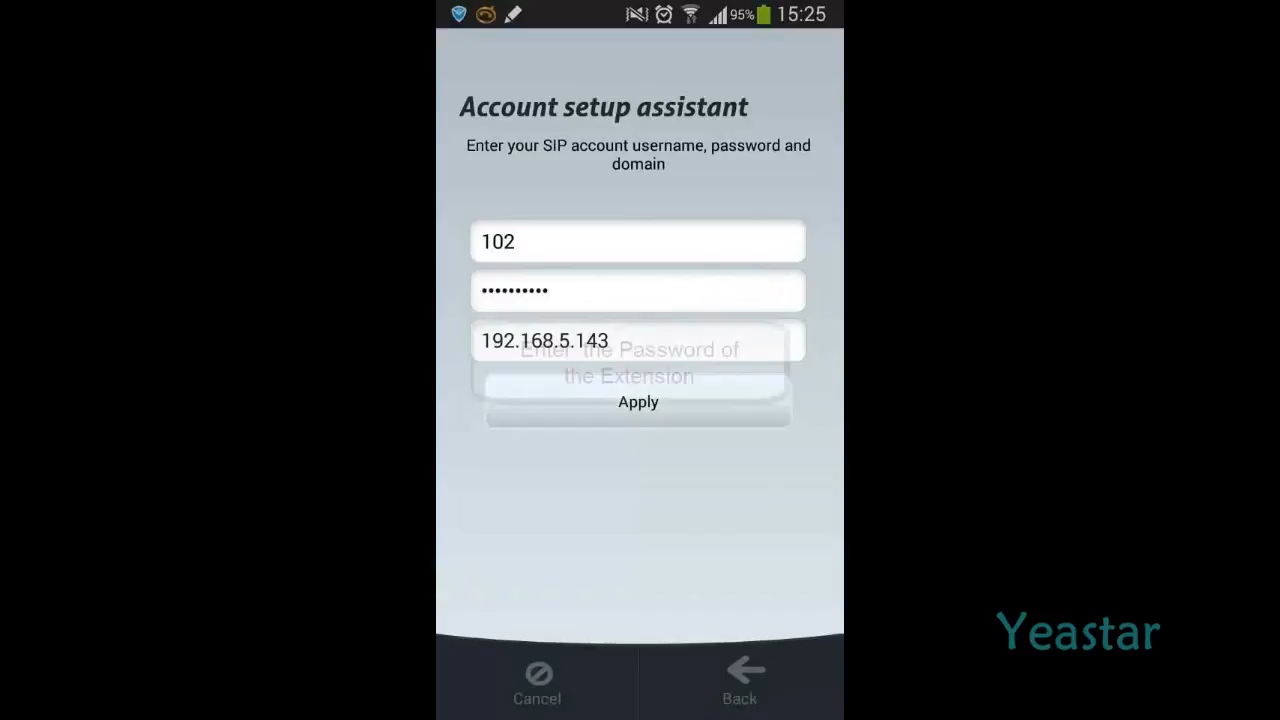 95% 15:25
Account setup assistant
Enter your SIP account username, password and
domain
102
••••••••••
192.168.5.143
Enter the Password of
the Extension
Apply
Yeastar
Cancel Back